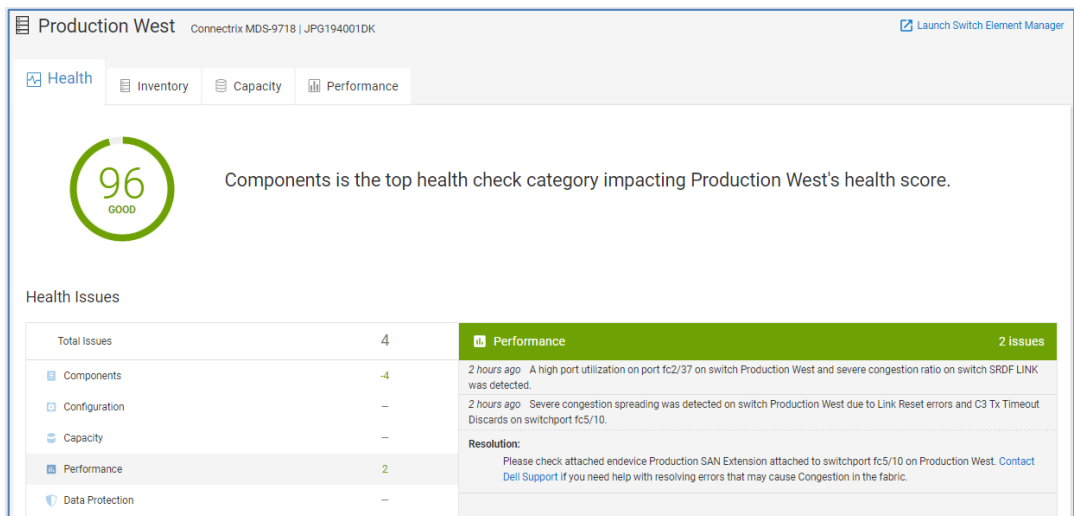 Production West Connectrix MDS-9718 | JPG194001DK
Launch Switch Element Manager
Health
Inventory
Capacity
Performance
96
GOOD
Components is the top health check category impacting Production West's health score.
Health Issues
Total Issues 4
Components -4
Configuration –
Capacity –
Performance 2
Data Protection –
Performance 2 issues
2 hours ago A high port utilization on port fc2/37 on switch Production West and severe congestion ratio on switch SRDF LINK
was detected.
2 hours ago Severe congestion spreading was detected on switch Production West due to Link Reset errors and C3 Tx Timeout
Discards on switchport fc5/10.
Resolution:
Please check attached endevice Production SAN Extension attached to switchport fc5/10 on Production West. Contact
Dell Support if you need help with resolving errors that may cause Congestion in the fabric.